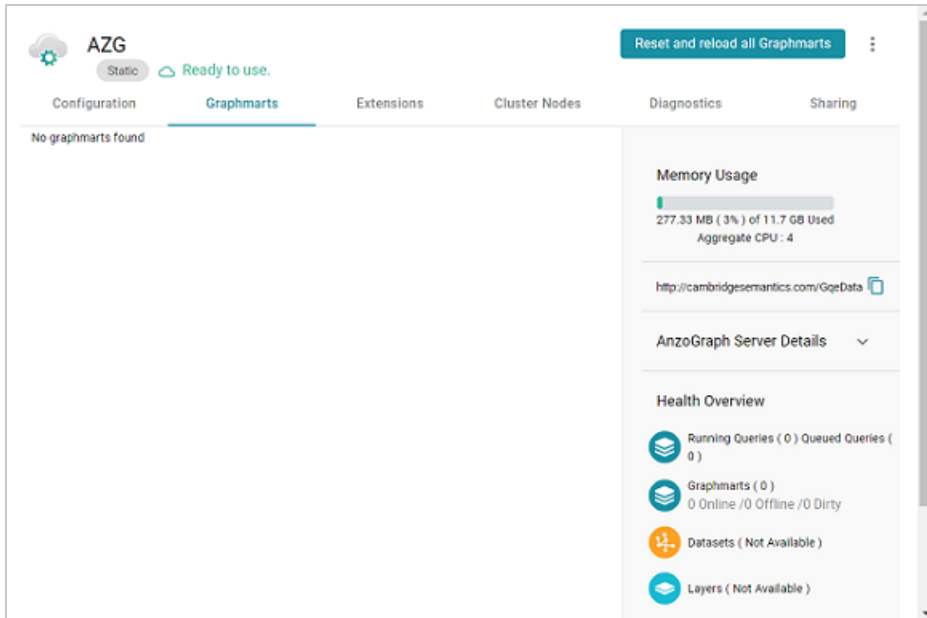 AZG
Reset and reload all Graphmarts
Static
Ready to use.
Configuration
Graphmarts
Extensions
Cluster Nodes
Diagnostics
Sharing
No graphmarts found
Memory Usage
277.33 MB ( 3% ) of 11.7 GB Used
Aggregate CPU : 4
http://cambridgesemantics.com/GqeData
AnzoGraph Server Details
Health Overview
Running Queries ( 0 ) Queued Queries (
0 )
Graphmarts ( 0 )
0 Online /0 Offline /0 Dirty
Datasets ( Not Available )
Layers ( Not Available )